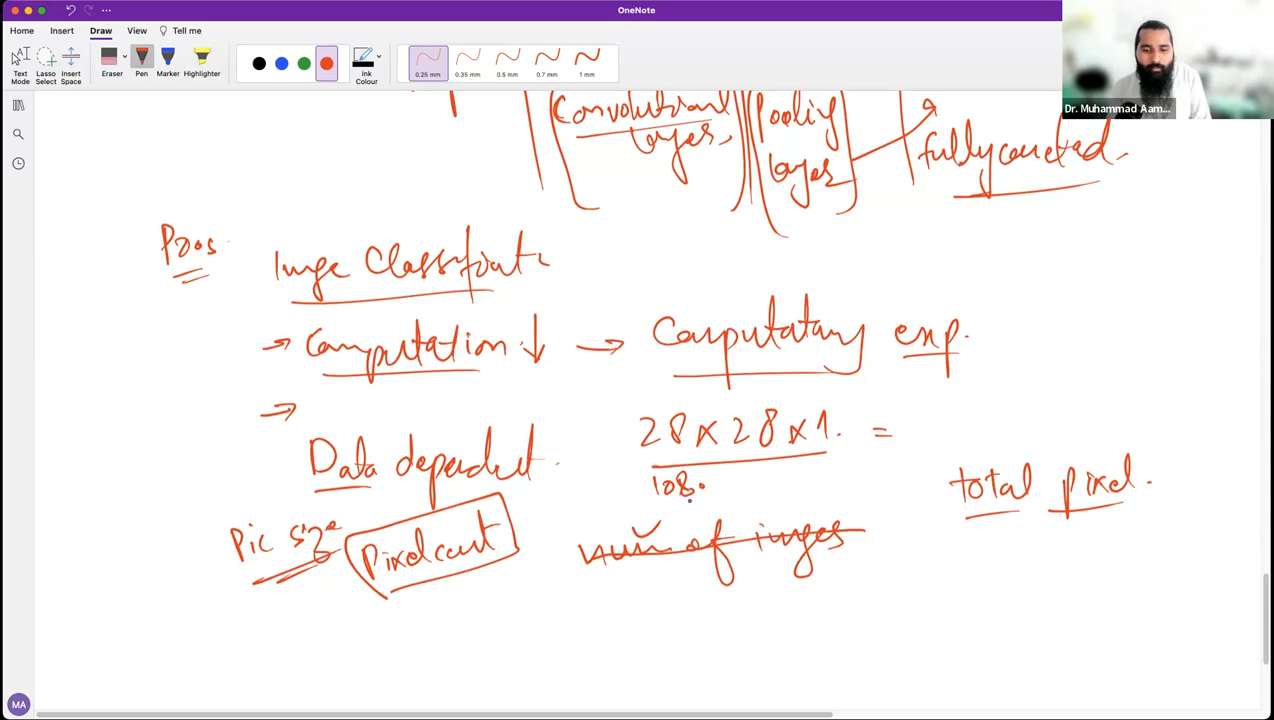 OneNote
Home Insert Draw View Tell me
Text Mode Lasso Select Insert Space Eraser Pen Marker Highlighter Ink Colour 0.25 mm 0.35 mm 0.5 mm 0.7 mm 1 mm
Dr. Muhammad Aam...
Convolutional layers, Pooling layers fully connected.
Pros
Image Classificati
→ Computation ↓ → Computationary exp.
→
Data dependent. 28 × 28 × 1. =
108.
total pixel.
Pic size Pixel count num of images
MA